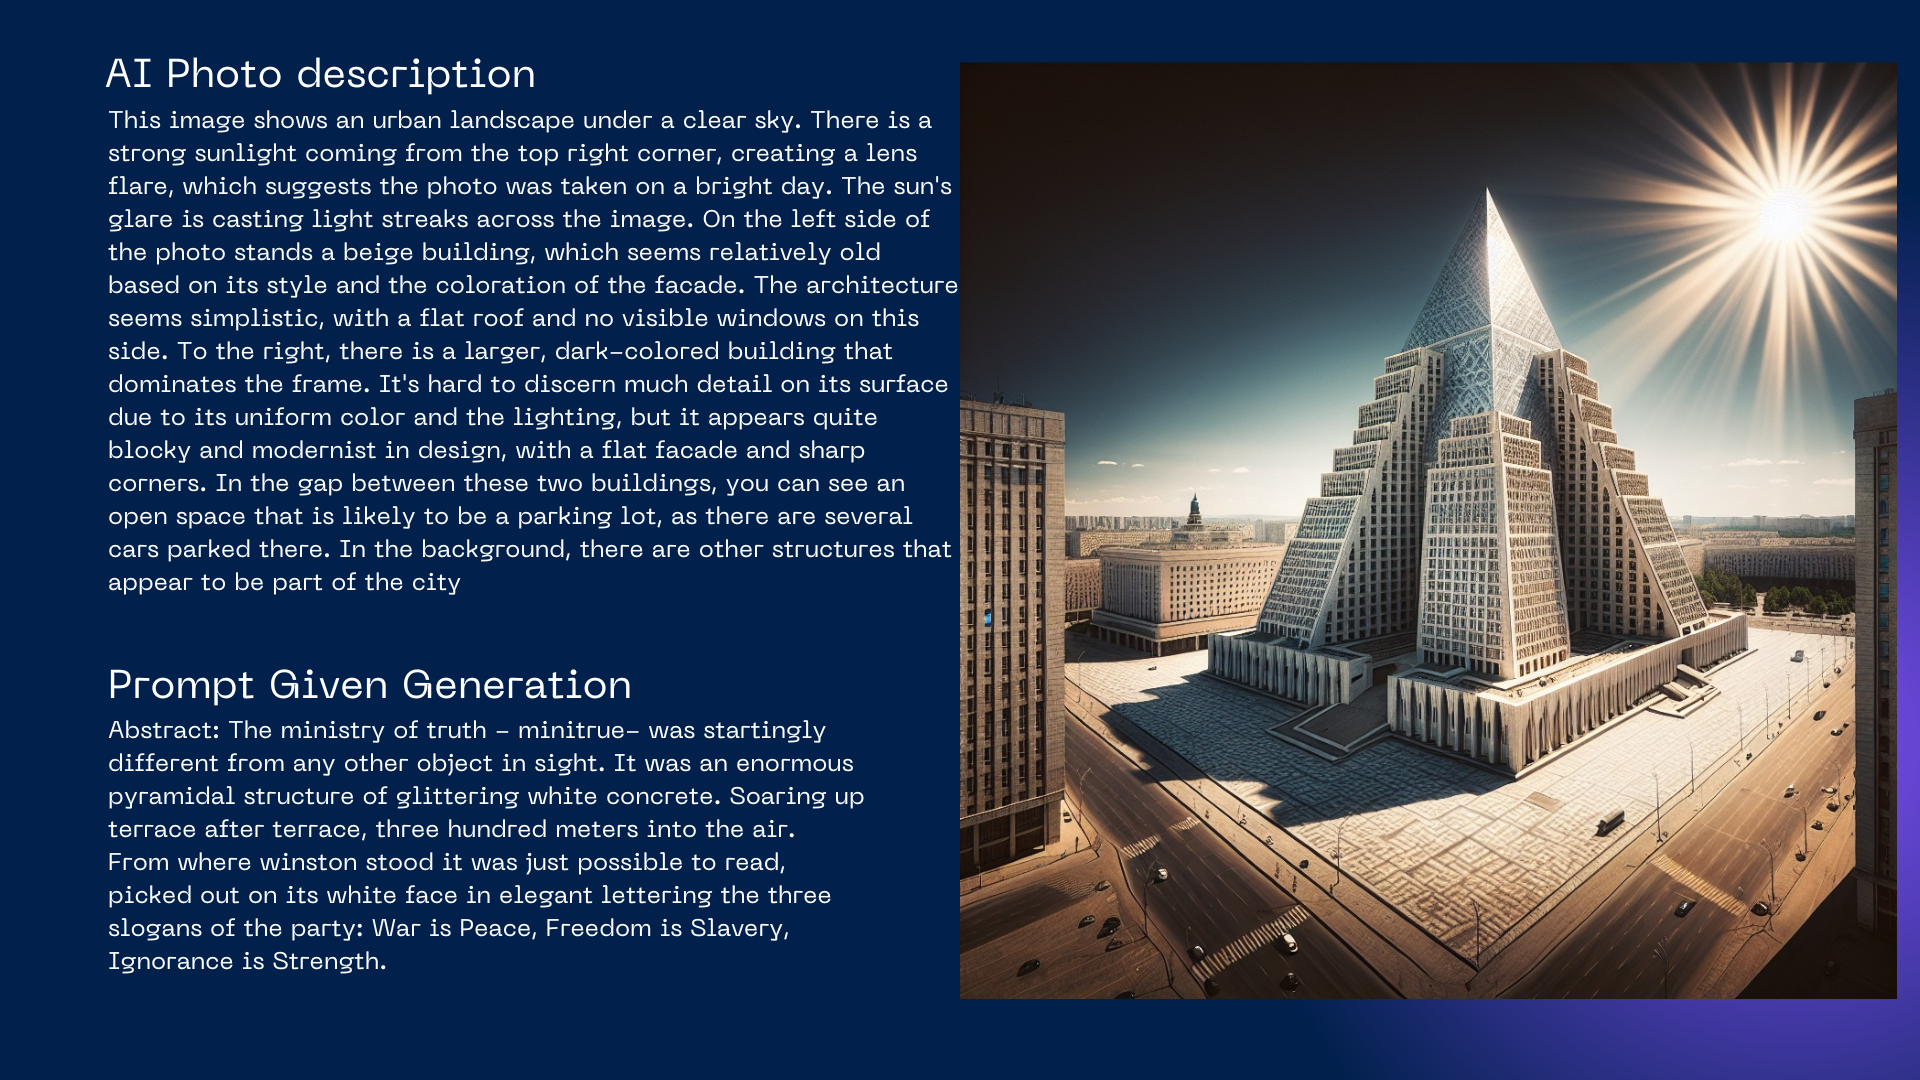 AI Photo description
This image shows an urban landscape under a clear sky. There is a
strong sunlight coming from the top right corner, creating a lens
flare, which suggests the photo was taken on a bright day. The sun's
glare is casting light streaks across the image. On the left side of
the photo stands a beige building, which seems relatively old
based on its style and the coloration of the facade. The architecture
seems simplistic, with a flat roof and no visible windows on this
side. To the right, there is a larger, dark-colored building that
dominates the frame. It's hard to discern much detail on its surface
due to its uniform color and the lighting, but it appears quite
blocky and modernist in design, with a flat facade and sharp
corners. In the gap between these two buildings, you can see an
open space that is likely to be a parking lot, as there are several
cars parked there. In the background, there are other structures that
appear to be part of the city
Prompt Given Generation
Abstract: The ministry of truth - minitrue- was startingly
different from any other object in sight. It was an enormous
pyramidal structure of glittering white concrete. Soaring up
terrace after terrace, three hundred meters into the air.
From where winston stood it was just possible to read,
picked out on its white face in elegant lettering the three
slogans of the party: War is Peace, Freedom is Slavery,
Ignorance is Strength.